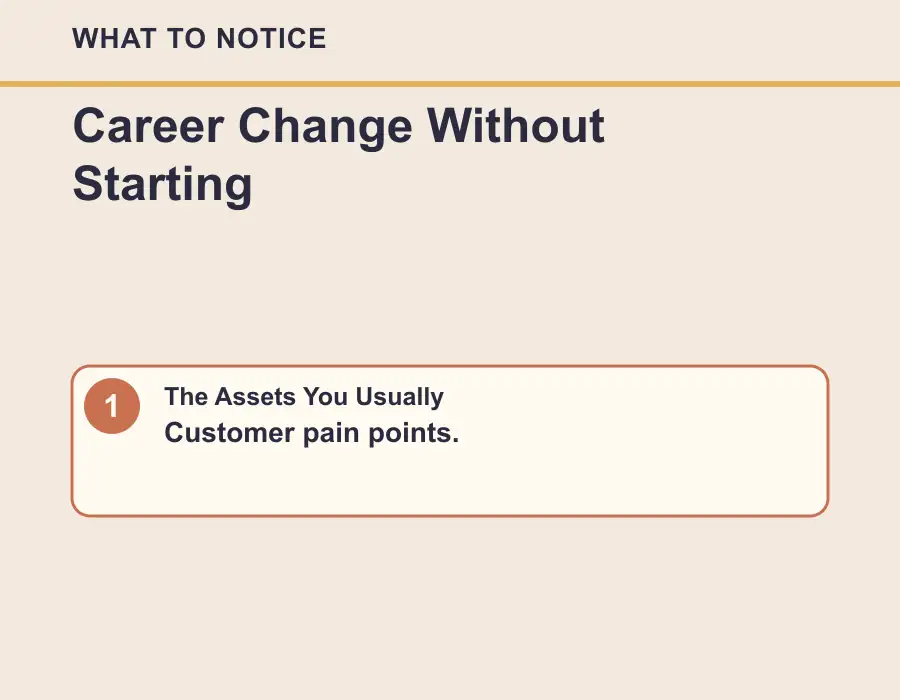 WHAT TO NOTICE
Career Change Without
Starting
1
The Assets You Usually
Customer pain points.